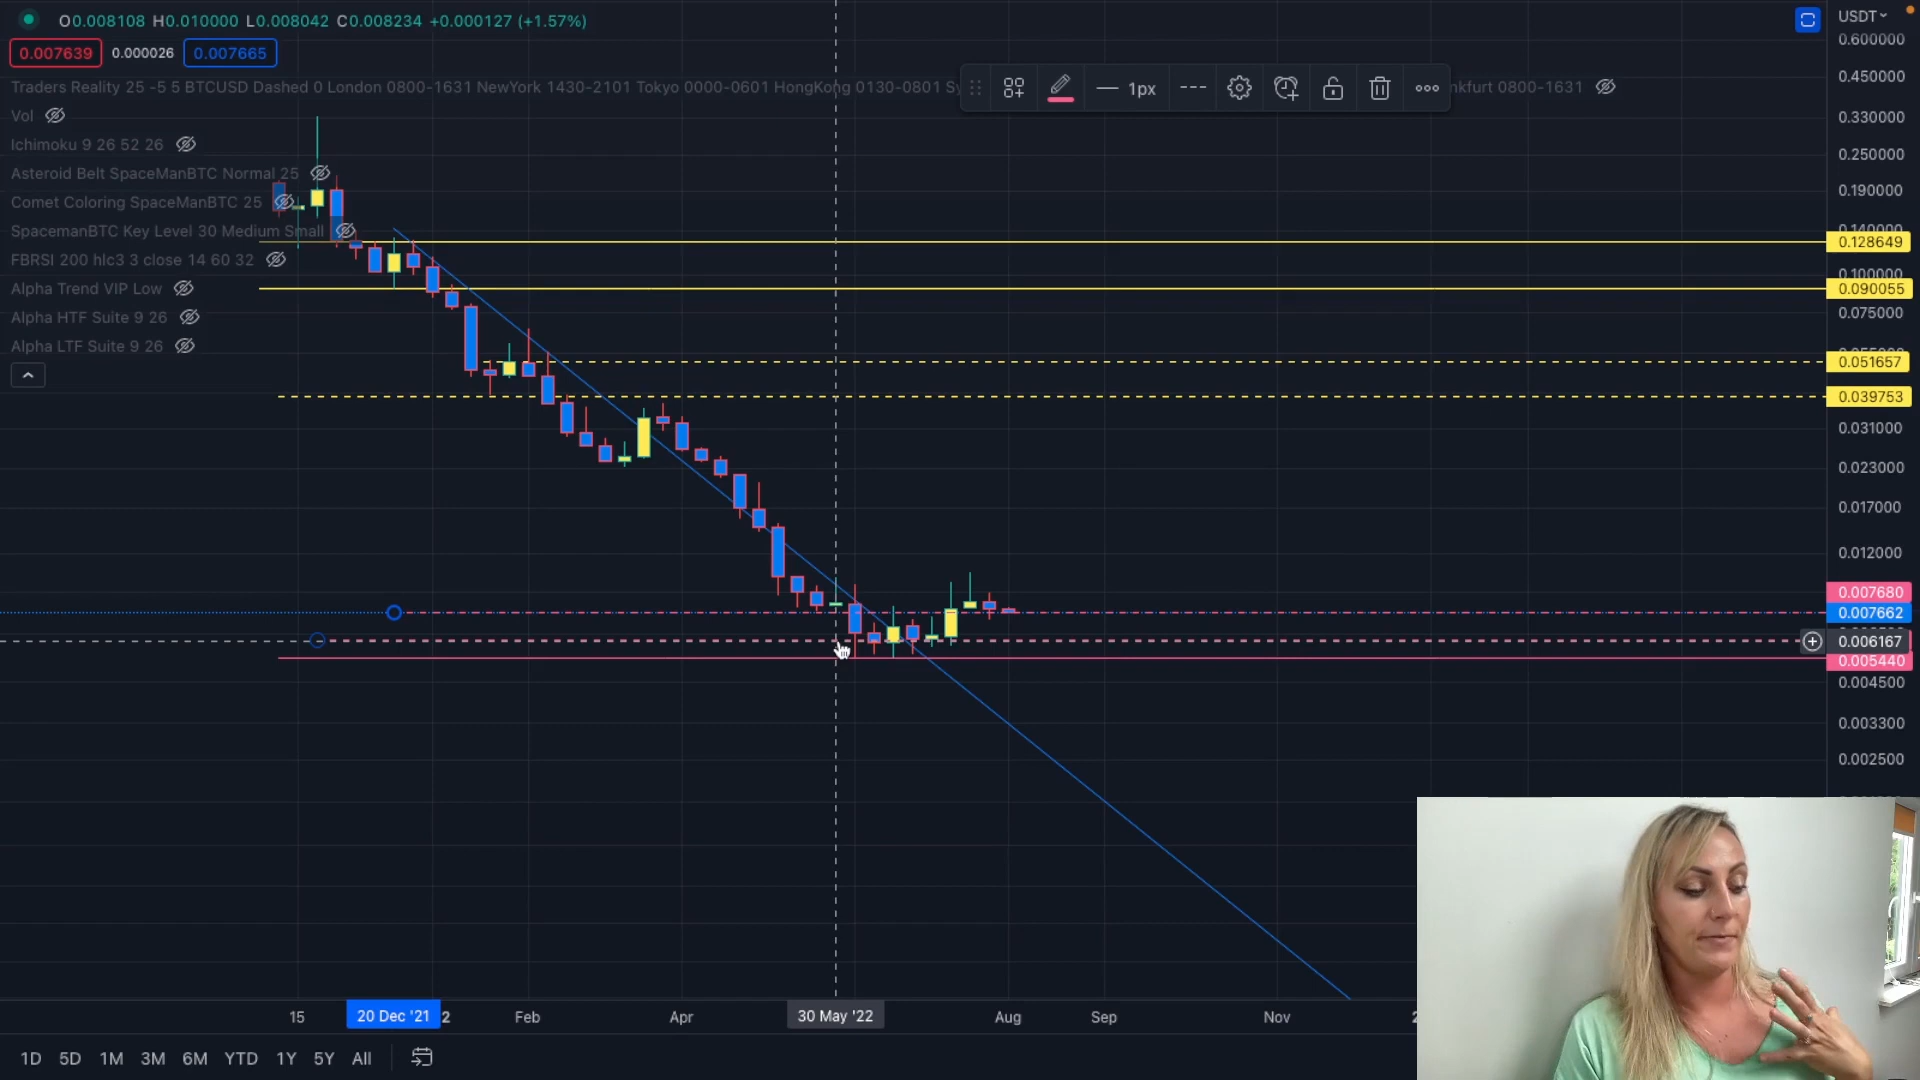 O0.008108 H0.010000 L0.008042 C0.008234 +0.000127 (+1.57%)
USDT
0.007639 0.000026 0.007665
0.600000
Traders Reality 25 -5 5 BTCUSD Dashed 0 London 0800-1631 NewYork 1430-2101 Tokyo 0000-0601 HongKong 0130-0801 Sy
1px
nkfurt 0800-1631
0.450000
Vol
0.330000
Ichimoku 9 26 52 26
0.250000
Asteroid Belt SpaceManBTC Normal 25
0.190000
Comet Coloring SpaceManBTC 25
SpacemanBTC Key Level 30 Medium Small
0.140000
0.128649
FBRSI 200 hlc3 3 close 14 60 32
0.100000
Alpha Trend VIP Low
0.090055
Alpha HTF Suite 9 26
0.075000
Alpha LTF Suite 9 26
0.051657
0.039753
0.031000
0.023000
0.017000
0.012000
0.007680
0.007662
0.006167
0.005440
0.004500
0.003300
0.002500
15 20 Dec '21 2 Feb Apr 30 May '22 Aug Sep Nov 2
1D 5D 1M 3M 6M YTD 1Y 5Y All